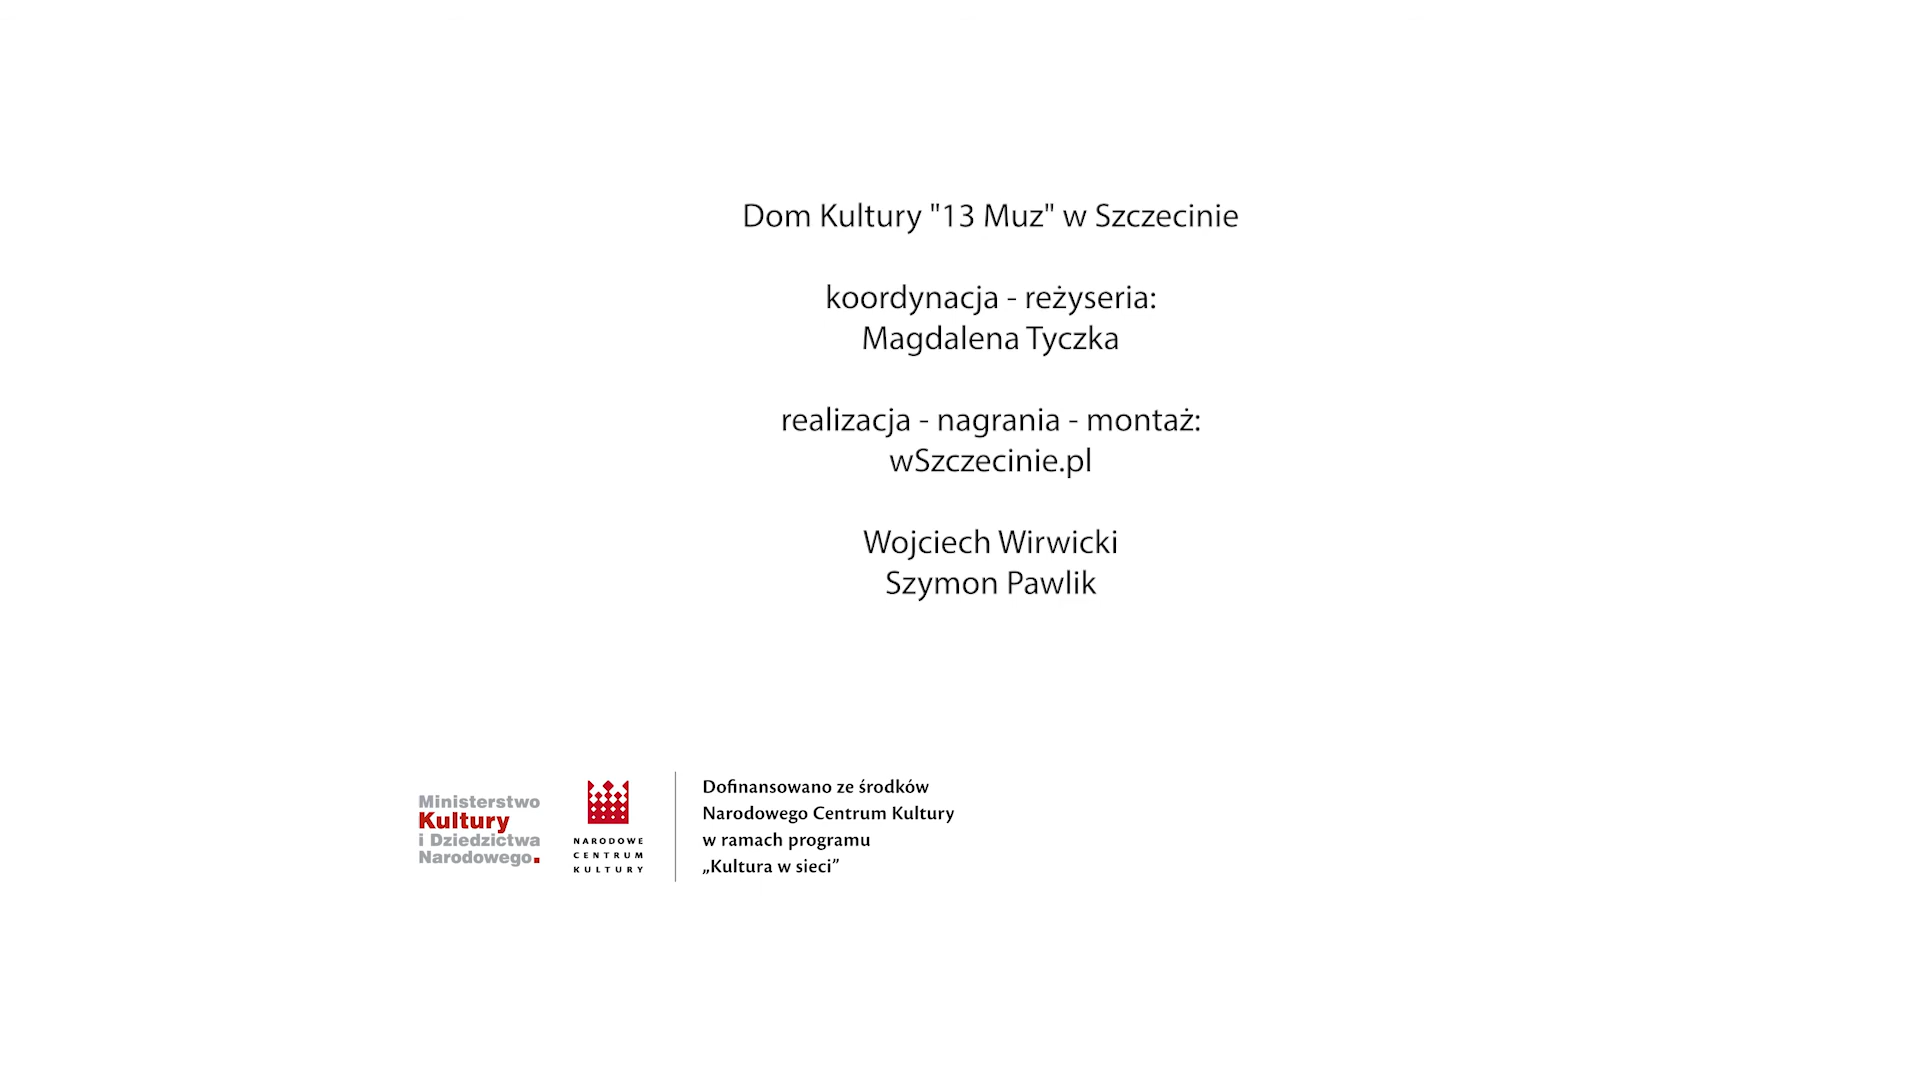 Dom Kultury "13 Muz" w Szczecinie
koordynacja - reżyseria:
Magdalena Tyczka
realizacja - nagrania - montaż:
wSzczecinie.pl
Wojciech Wirwicki
Szymon Pawlik
Ministerstwo
Kultury
i Dziedzictwa
Narodowego.
NARODOWE
CENTRUM
KULTURY
Dofinansowano ze środków
Narodowego Centrum Kultury
w ramach programu
„Kultura w sieci”